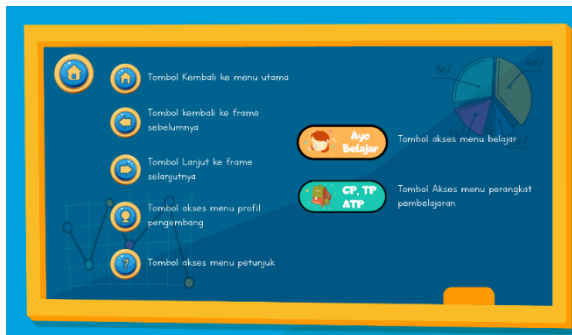 Tombol Kembali ke menu utama
Tombol kembali ke frame
sebelumnya
Tombol Lanjut ke frame
selanjutnya
Tombol akses menu profil
pengembang
?
Tombol akses menu petunjuk
Ayo
Belajar
Tombol akses menu belajar
CP, TP
ATP
Tombol Akses menu perangkat
pembelajaran